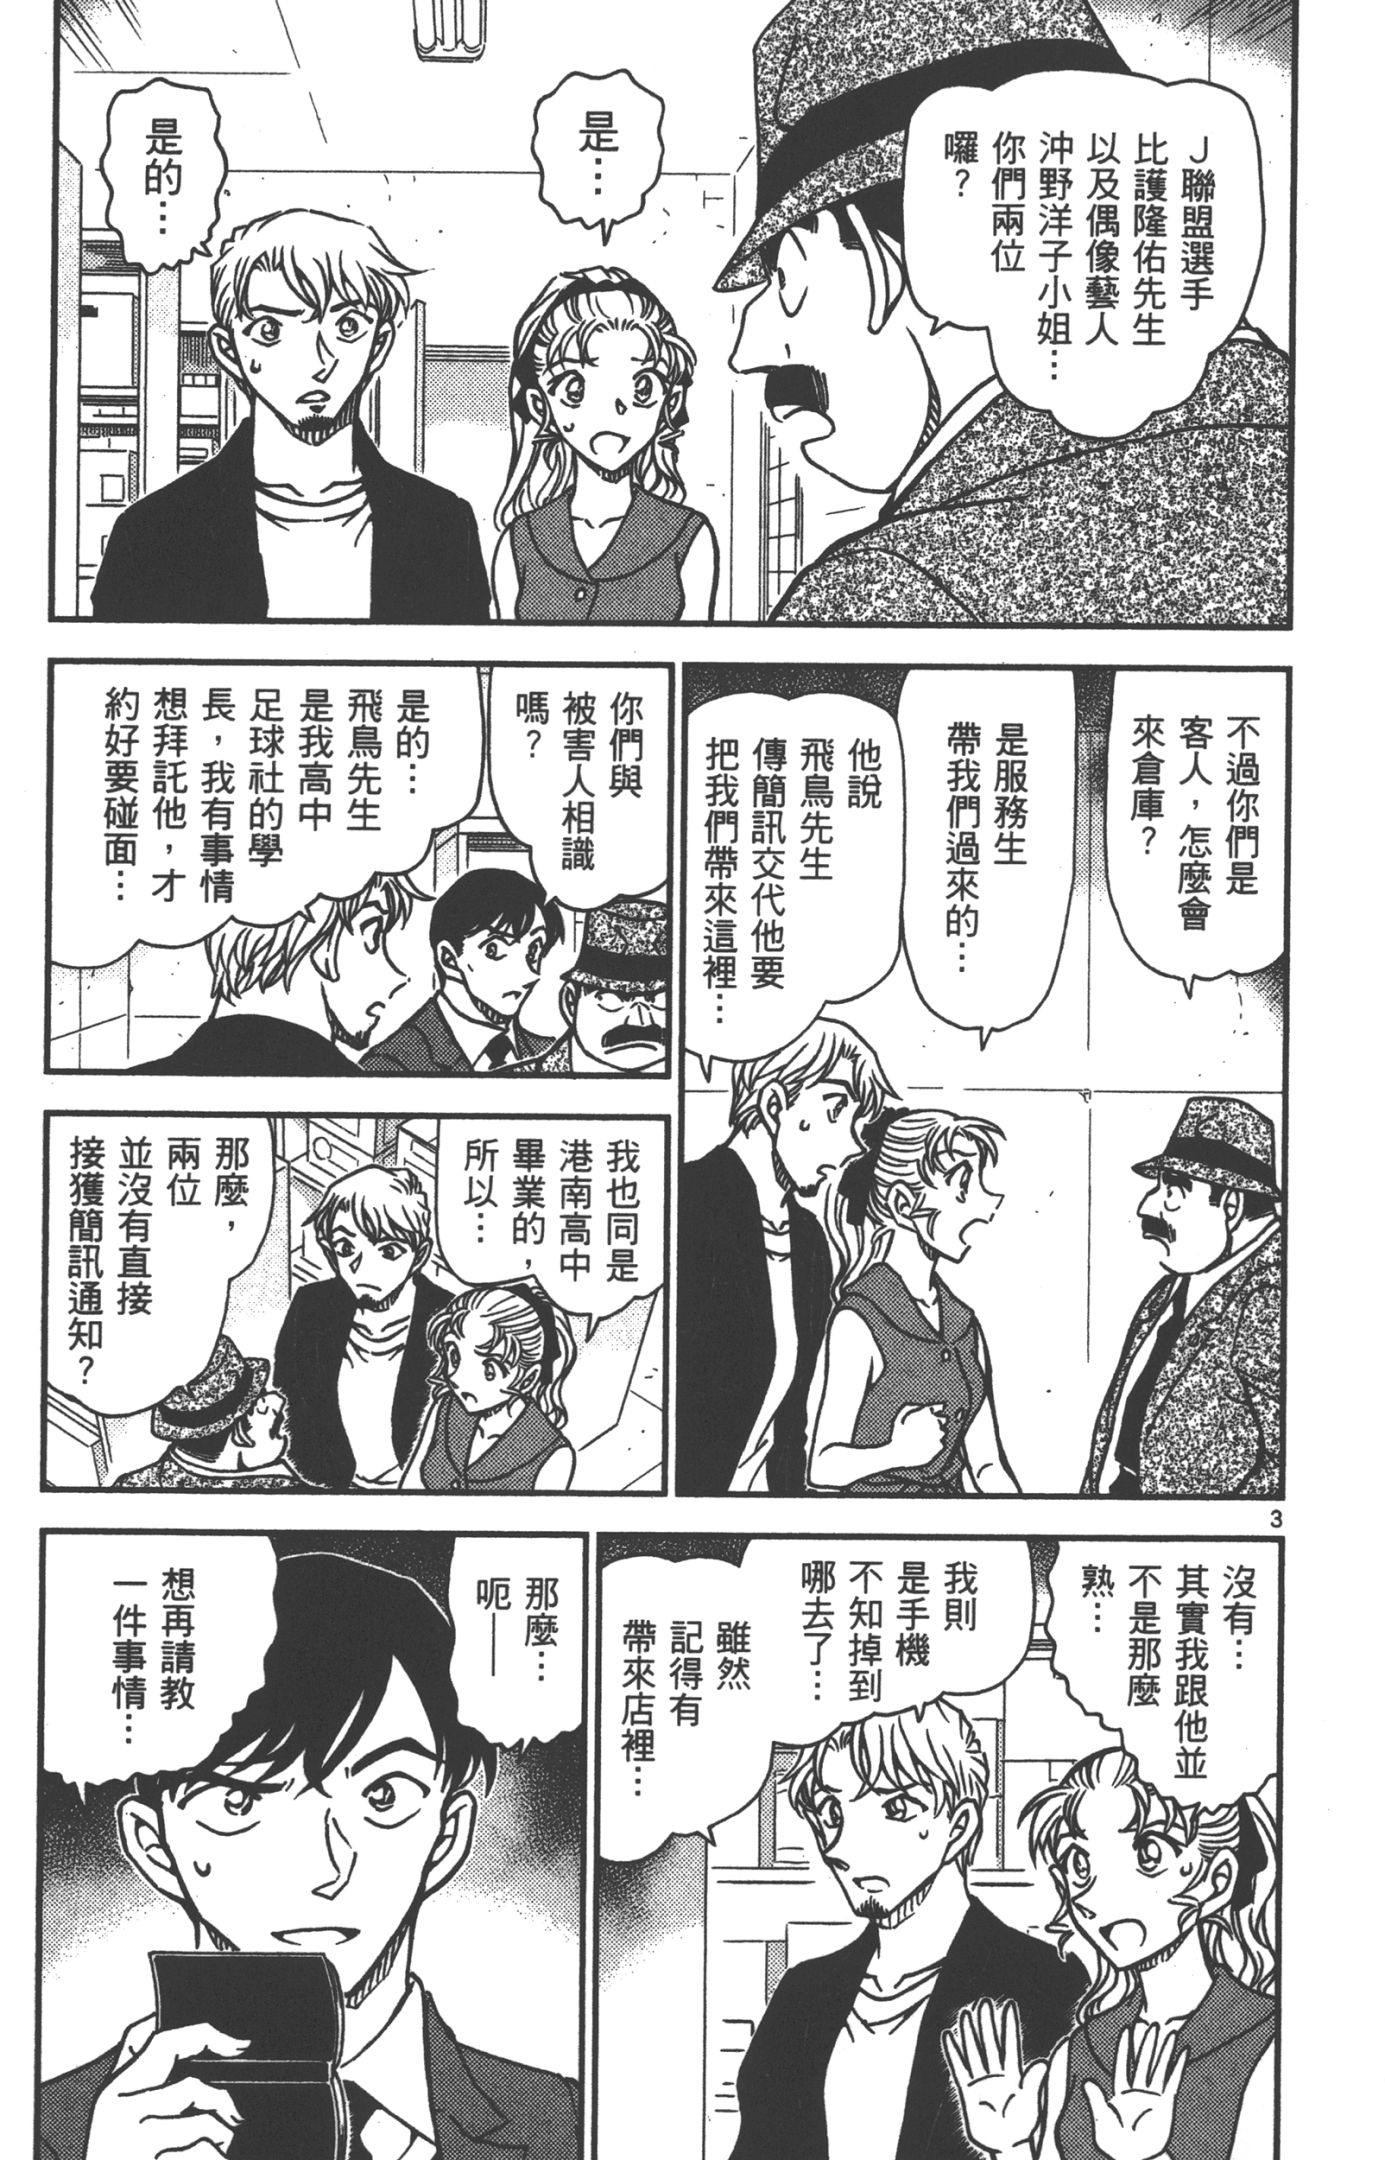 J聯盟選手
比護隆佑先生
以及偶像藝人
沖野洋子小姐…
你們兩位
囉?
是…
是的…
不過你們是
客人，怎麼會
來倉庫?
是服務生
帶我們過來的…
他說
飛鳥先生
傳簡訊交代他要
把我們帶來這裡…
你們與
被害人相識
嗎?
是的…
飛鳥先生
是我高中
足球社的學
長，我有事情
想拜託他，才
約好要碰面…
我也同是
港南高中
畢業的，
所以…
那麼，
兩位
並沒有直接
接獲簡訊通知?
3
沒有…
其實我跟他並
不是那麼
熟…
我則
是手機
不知掉到
哪去了…
雖然
記得有
帶來店裡…
那麼…
呃—
想再請教
一件事情…